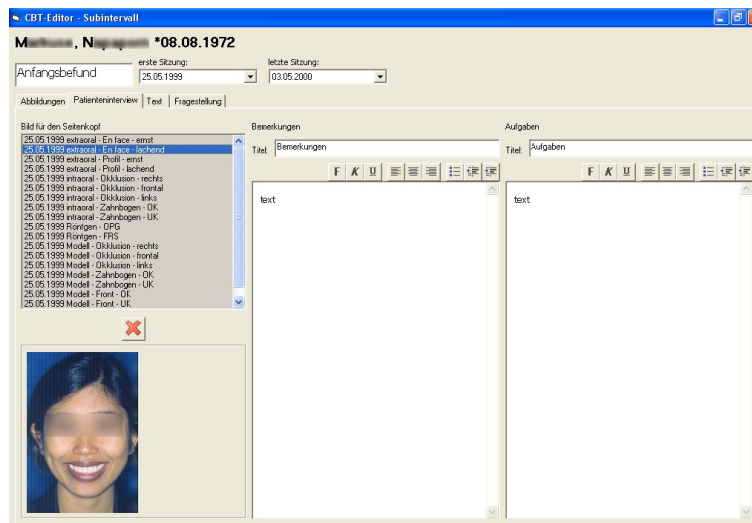 CBT-Editor - Subintervall
*08.08.1972
erste Sitzung:
letzte Sitzung:
Anfangsbefund
25.05.1999
03.05.2000
Abbildungen
Patienteninterview
Text
Fragestellung
Bild für den Seitenkopf
25.05.1999 extraoral - En face - ernst
25.05.1999 extraoral - En face - lachend
25.05.1999 extraoral - Profil - ernst
25.05.1999 extraoral - Profil - lachend
25.05.1999 intraoral - Okklusion - rechts
25.05.1999 intraoral - Okklusion - frontal
25.05.1999 intraoral - Okklusion - links
25.05.1999 intraoral - Zahnbogen - OK
25.05.1999 intraoral - Zahnbogen - UK
25.05.1999 Röntgen - OPG
25.05.1999 Röntgen - FRS
25.05.1999 Modell - Okklusion - rechts
25.05.1999 Modell - Okklusion - frontal
25.05.1999 Modell - Okklusion - links
25.05.1999 Modell - Zahnbogen - OK
25.05.1999 Modell - Zahnbogen - UK
25.05.1999 Modell - Front - OK
25.05.1999 Modell - Front - UK
Bemerkungen
Titel: Bemerkungen
F K U
text
Aufgaben
Titel: Aufgaben
F K U
text